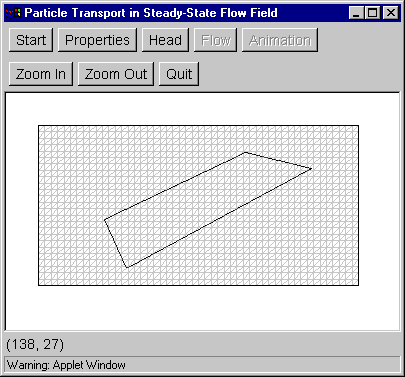 Particle Transport in Steady-State Flow Field
Start Properties Head Flow Animation
Zoom In Zoom Out Quit
(138, 27)
Warning: Applet Window